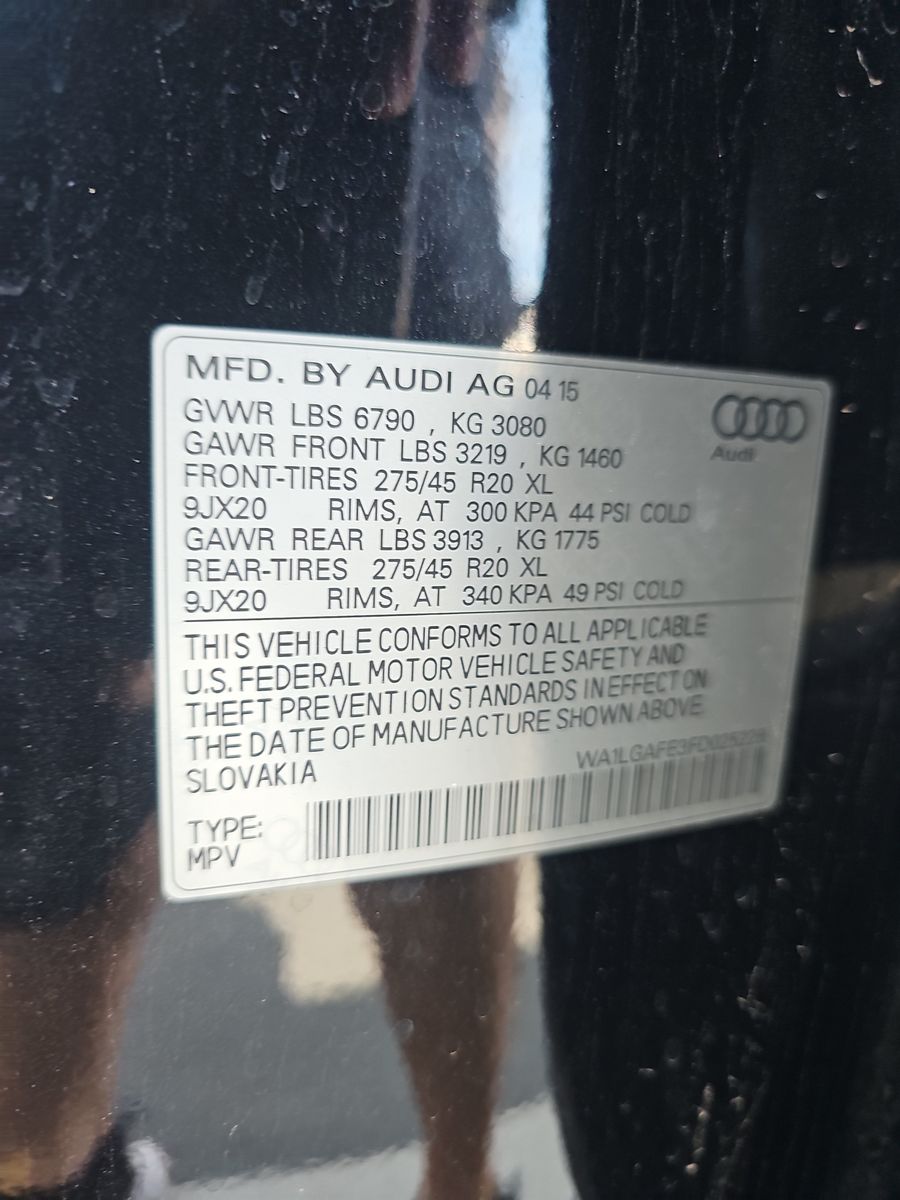 MFD. BY AUDI AG 04 15
GVWR LBS 6790 , KG 3080
GAWR FRONT LBS 3219 , KG 1460
FRONT-TIRES 275/45 R20 XL
9JX20 RIMS, AT 300 KPA 44 PSI COLD
GAWR REAR LBS 3913 , KG 1775
REAR-TIRES 275/45 R20 XL
9JX20 RIMS, AT 340 KPA 49 PSI COLD
Audi
THIS VEHICLE CONFORMS TO ALL APPLICABLE
U.S. FEDERAL MOTOR VEHICLE SAFETY AND
THEFT PREVENTION STANDARDS IN EFFECT ON
THE DATE OF MANUFACTURE SHOWN ABOVE.
SLOVAKIA
TYPE:
MPV